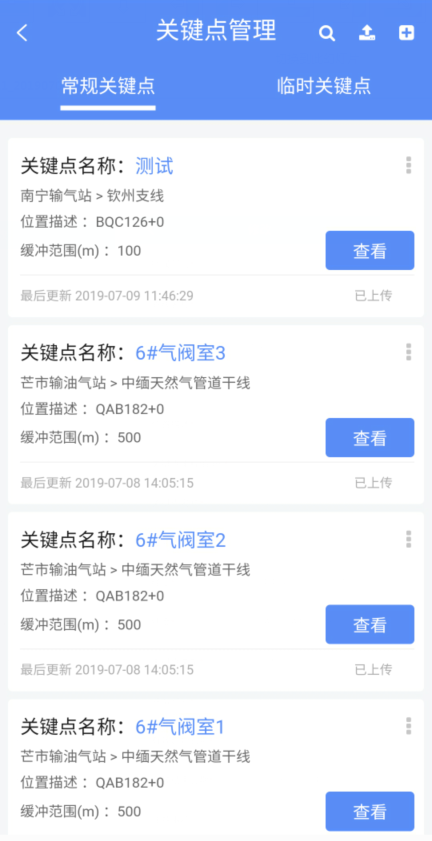 关键点管理
常规关键点 临时关键点
关键点名称：测试
南宁输气站 > 钦州支线
位置描述： BQC126+0
缓冲范围(m)： 100
查看
最后更新 2019-07-09 11:46:29 已上传
关键点名称：6#气阀室3
芒市输油气站 > 中缅天然气管道干线
位置描述： QAB182+0
缓冲范围(m)： 500
查看
最后更新 2019-07-08 14:05:15 已上传
关键点名称：6#气阀室2
芒市输油气站 > 中缅天然气管道干线
位置描述： QAB182+0
缓冲范围(m)： 500
查看
最后更新 2019-07-08 14:05:15 已上传
关键点名称：6#气阀室1
芒市输油气站 > 中缅天然气管道干线
位置描述： QAB182+0
缓冲范围(m)： 500
查看